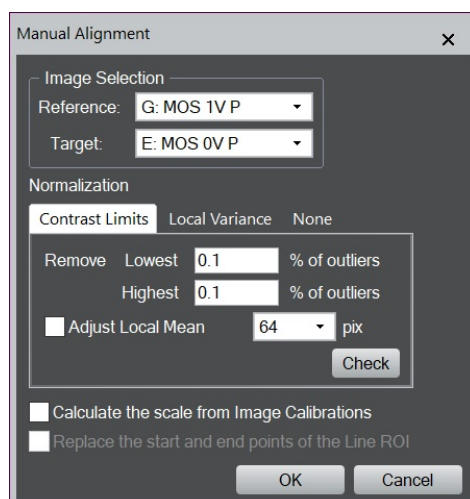 Manual Alignment
Image Selection
Reference: G: MOS 1V P
Target: E: MOS 0V P
Normalization
Contrast Limits Local Variance None
Remove Lowest 0.1 % of outliers
Highest 0.1 % of outliers
Adjust Local Mean 64 pix
Check
Calculate the scale from Image Calibrations
Replace the start and end points of the Line ROI
OK Cancel